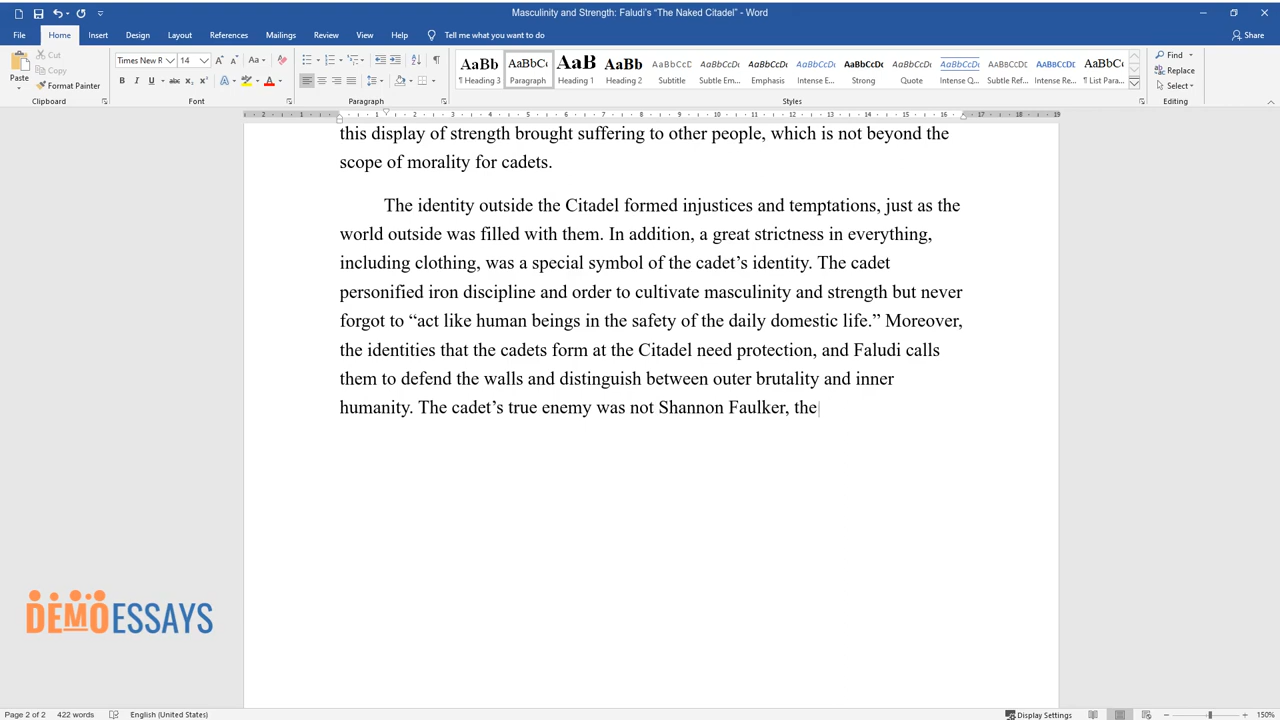 Masculinity and Strength: Faludi's “The Naked Citadel” - Word
File Home Insert Design Layout References Mailings Review View Help Tell me what you want to do Share
Paste
Cut
Copy
Format Painter
Clipboard
Times New R 14
Font
Paragraph
AaBb AaBbCc AaB AaBb AaBbCcD AaBbCcDc AaBbCcDc AaBbCcDc AaBbCcDc AaBbCcDc AaBbCcDc AaBbCcDc AaBbCc
¶ Heading 3 Paragraph Heading 1 Heading 2 Subtitle Subtle Em... Emphasis Intense E... Strong Quote Intense Q... Subtle Ref... Intense Re... ¶ List Para...
Styles
Find
Replace
Select
Editing
this display of strength brought suffering to other people, which is not beyond the
scope of morality for cadets.
The identity outside the Citadel formed injustices and temptations, just as the
world outside was filled with them. In addition, a great strictness in everything,
including clothing, was a special symbol of the cadet’s identity. The cadet
personified iron discipline and order to cultivate masculinity and strength but never
forgot to “act like human beings in the safety of the daily domestic life.” Moreover,
the identities that the cadets form at the Citadel need protection, and Faludi calls
them to defend the walls and distinguish between outer brutality and inner
humanity. The cadet’s true enemy was not Shannon Faulker, the
DEMOESSAYS
Page 2 of 2 422 words English (United States) Display Settings 150%